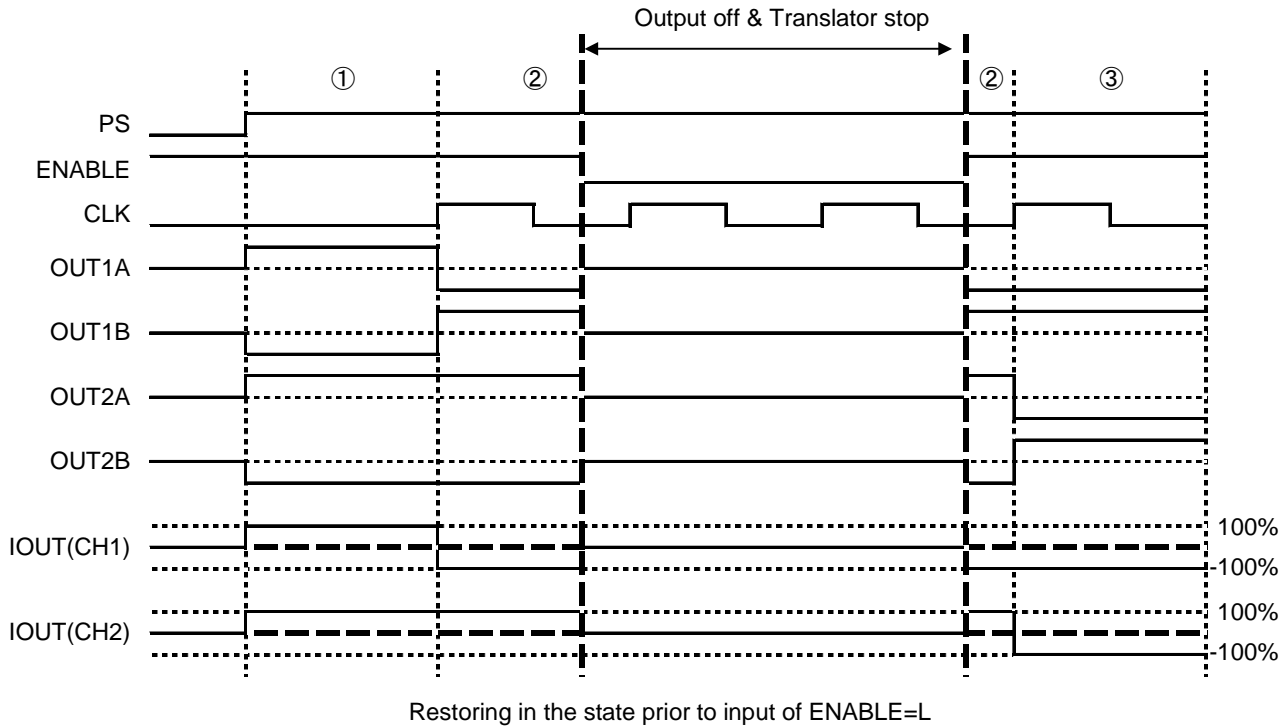 Output off & Translator stop
① ② ② ③
PS
ENABLE
CLK
OUT1A
OUT1B
OUT2A
OUT2B
100%
IOUT(CH1)
-100%
100%
IOUT(CH2)
-100%
Restoring in the state prior to input of ENABLE=L